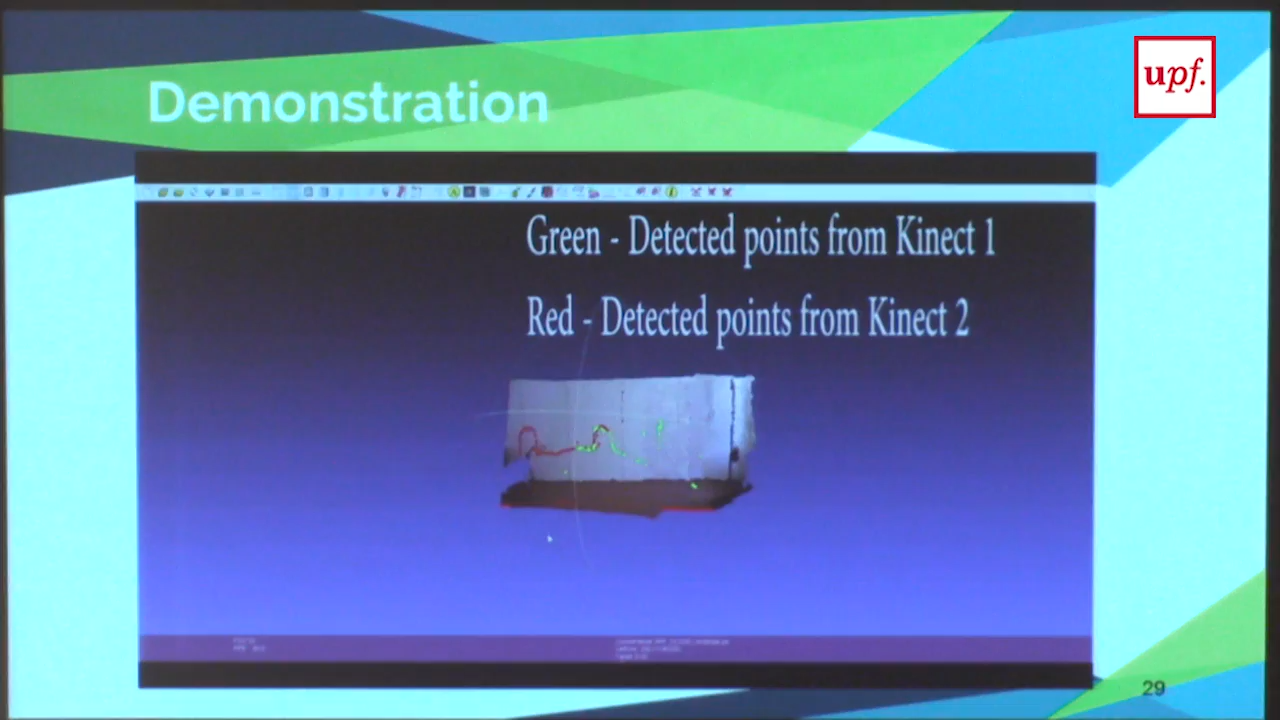 Demonstration
upf.
Green - Detected points from Kinect 1
Red - Detected points from Kinect 2
29